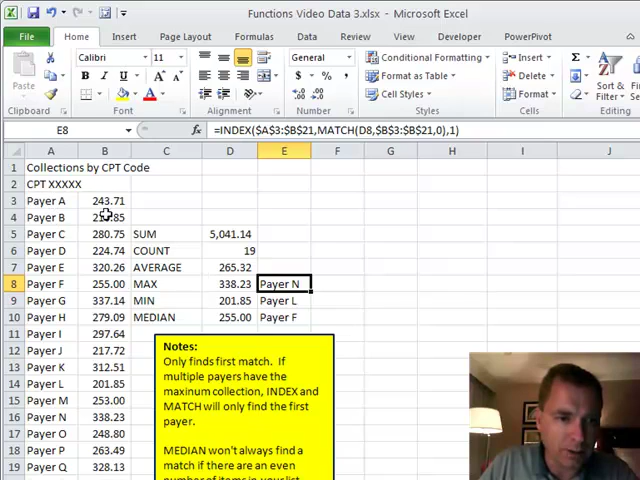 Functions Video Data 3.xlsx - Microsoft Excel
File Home Page Layout Formulas Data Review View Developer PowerPivot
Paste
Calibri 11
General
Conditional Formatting
Format as Table
Cell Styles
Insert
Delete
Format
Sort & Filter
Find & Select
Clipboard Font Alignment Number Styles Cells Editing
E8 fx =INDEX($A$3:$B$21,MATCH(D8,$B$3:$B$21,0),1)
A B C D E F G H I J
1 Collections by CPT Code
2 CPT XXXXX
3 Payer A 243.71
4 Payer B
5 Payer C 280.75 SUM 5,041.14
6 Payer D 224.74 COUNT 19
7 Payer E 320.26 AVERAGE 265.32
8 Payer F 255.00 MAX 338.23 Payer N
9 Payer G 337.14 MIN 201.85 Payer L
10 Payer H 279.09 MEDIAN 255.00 Payer F
11 Payer I 297.64
12 Payer J 217.72
13 Payer K 312.51
14 Payer L 201.85
15 Payer M 253.00
16 Payer N 338.23
17 Payer O 248.80
18 Payer P 263.49
19 Payer Q 328.13
Notes:
Only finds first match. If
multiple payers have the
maxinum collection, INDEX and
MATCH will only find the first
payer.
MEDIAN won't always find a
match if there are an even
number of items in your list